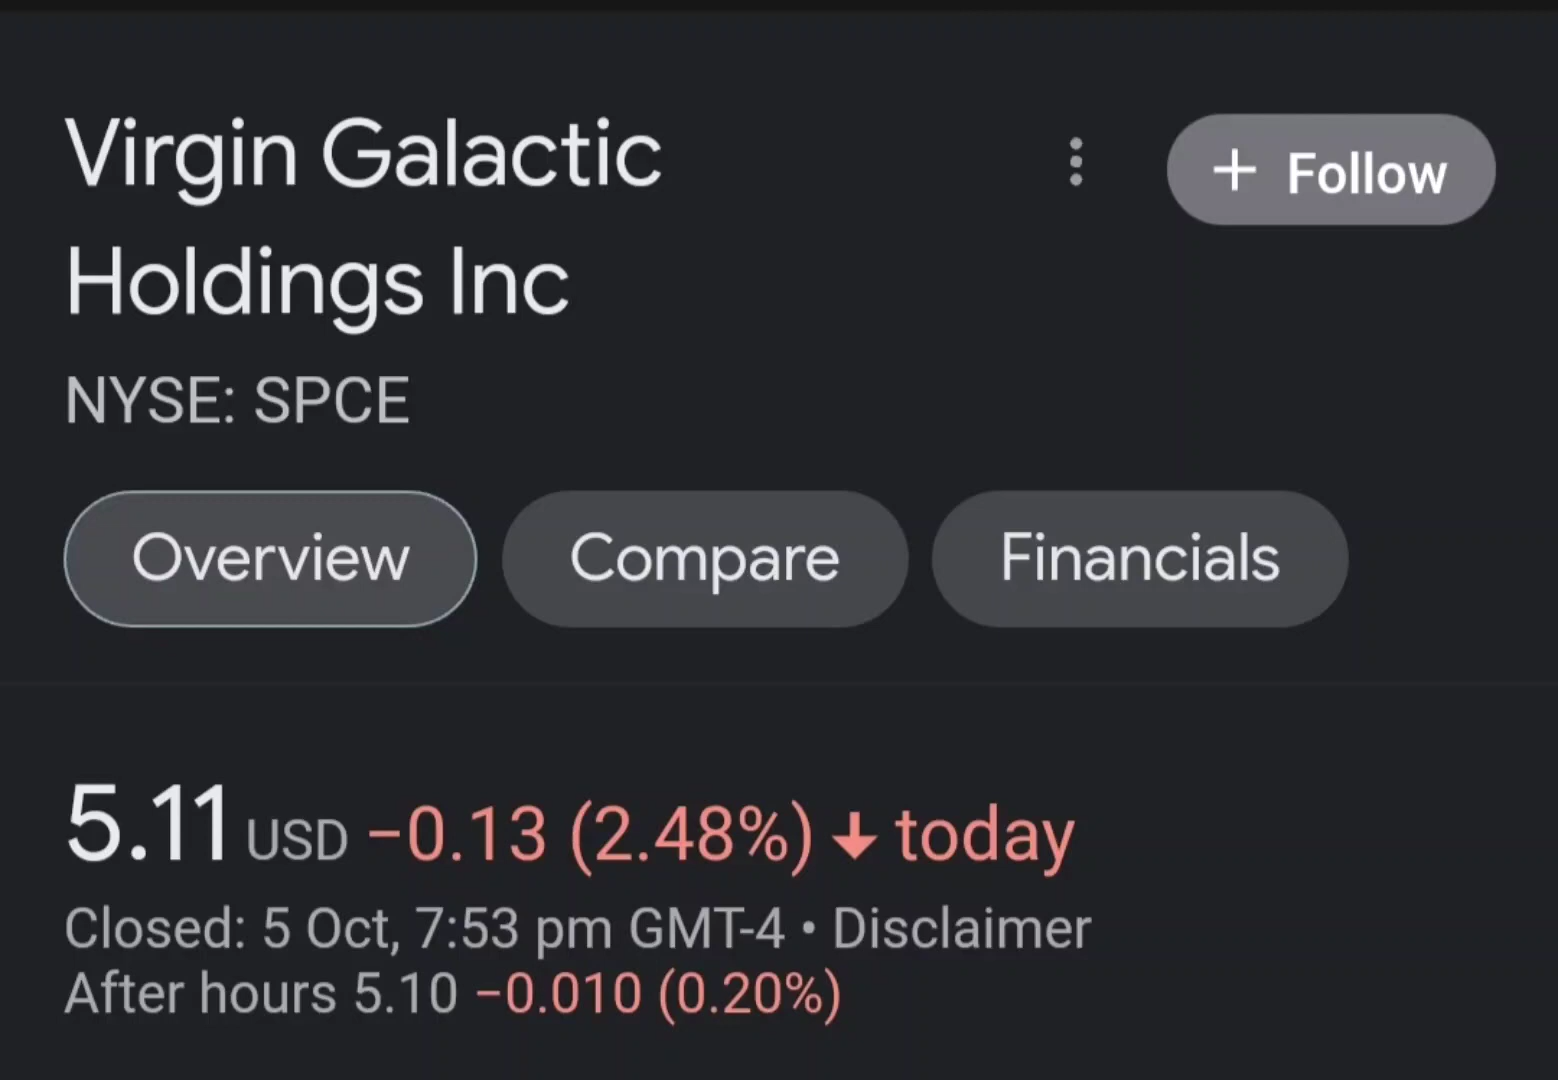 Virgin Galactic
Holdings Inc
+ Follow
NYSE: SPCE
Overview Compare Financials
5.11 USD −0.13 (2.48%) ↓ today
Closed: 5 Oct, 7:53 pm GMT-4 • Disclaimer
After hours 5.10 −0.010 (0.20%)